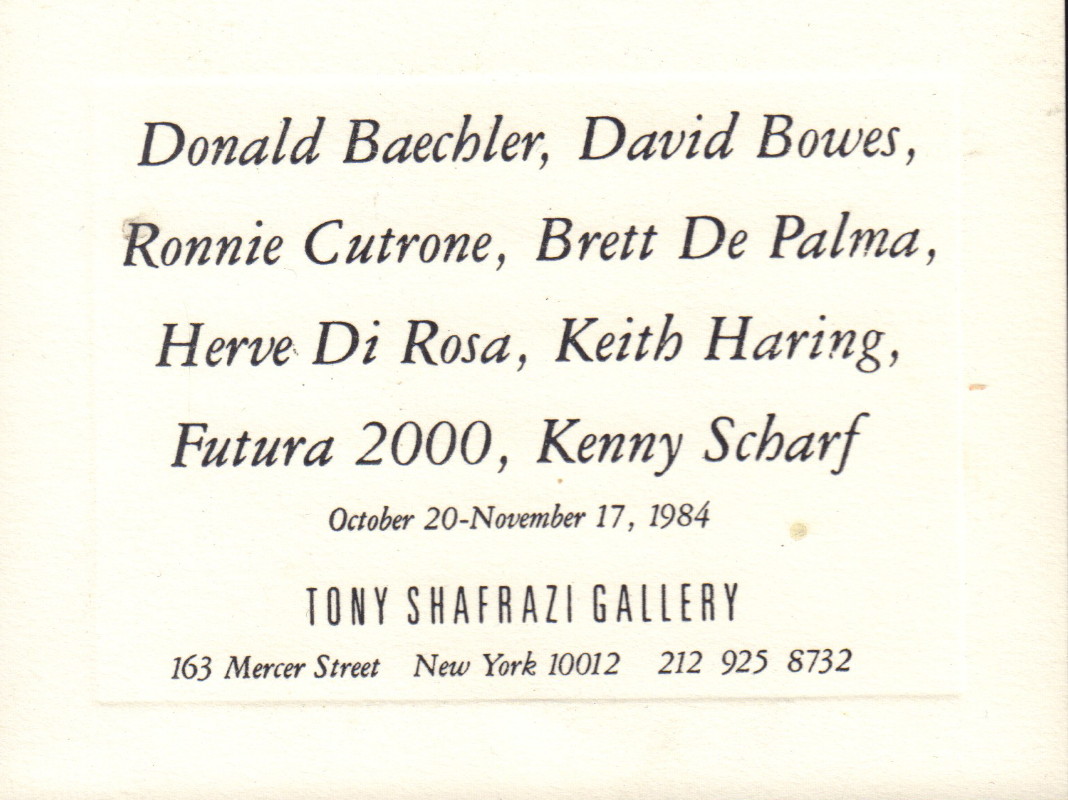 Donald Baechler, David Bowes,
Ronnie Cutrone, Brett De Palma,
Herve Di Rosa, Keith Haring,
Futura 2000, Kenny Scharf
October 20-November 17, 1984
TONY SHAFRAZI GALLERY
163 Mercer Street New York 10012 212 925 8732